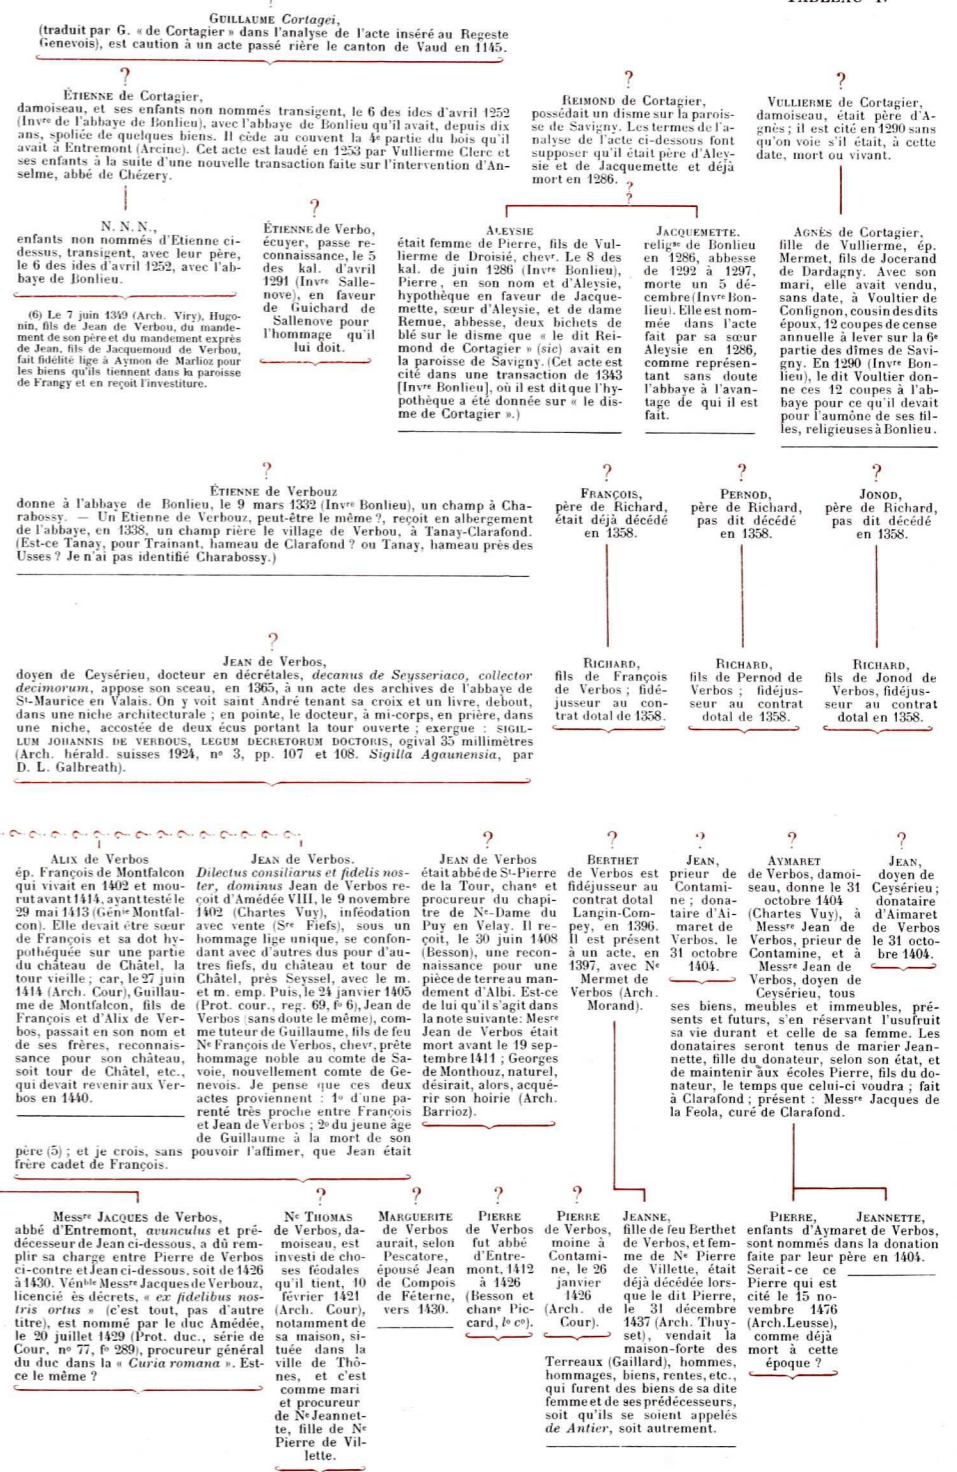 TABLEAU N
?
GUILLAUME Cortagei,
(traduit par G. « de Cortagier » dans l'analyse de l'acte inséré au Regeste
Genevois), est caution à un acte passé rière le canton de Vaud en 1145.
?
ÉTIENNE de Cortagier,
damoiseau, et ses enfants non nommés transigent, le 6 des ides d'avril 1252
(Invre de l'abbaye de Bonlieu), avec l'abbaye de Bonlieu qu'il avait, depuis dix
ans, spoliée de quelques biens. Il cède au couvent la 4e partie du bois qu'il
avait à Entremont (Arcine). Cet acte est laudé en 1253 par Vullierme Clerc et
ses enfants à la suite d'une nouvelle transaction faite sur l'intervention d'An-
selme, abbé de Chézery.
?
REIMOND de Cortagier,
possédait un disme sur la parois-
se de Savigny. Les termes de l'a-
nalyse de l'acte ci-dessous font
supposer qu'il était père d'Aley-
sie et de Jacquemette et déjà
mort en 1286.
?
VULLIERME de Cortagier,
damoiseau, était père d'A-
gnès ; il est cité en 1290 sans
qu'on voie s'il était, à cette
date, mort ou vivant.
N. N. N.,
enfants non nommés d'Etienne ci-
dessus, transigent, avec leur père,
le 6 des ides d'avril 1252, avec l'ab-
baye de Bonlieu.
(6) Le 7 juin 1349 (Arch. Viry), Hugo-
nin, fils de Jean de Verbou, du mande-
ment de son père et du mandement exprès
de Jean, fils de Jacquemoud de Verbou,
fait fidélité lige à Aymon de Marlioz pour
les biens qu'ils tiennent dans la paroisse
de Frangy et en reçoit l'investiture.
?
ÉTIENNE de Verbo,
écuyer, passe re-
connaissance, le 5
des kal. d'avril
1291 (Invre Salle-
nove), en faveur
de Guichard de
Sallenove pour
l'hommage qu'il
lui doit.
?
?
ALEYSIE
était femme de Pierre, fils de Vul-
lierme de Droisié, chevr. Le 8 des
kal. de juin 1286 (Invre Bonlieu),
Pierre, en son nom et d'Aleysie,
hypothèque en faveur de Jacque-
mette, sœur d'Aleysie, et de dame
Remue, abbesse, deux bichets de
blé sur le disme que « le dit Rei-
mond de Cortagier » (sic) avait en
la paroisse de Savigny. (Cet acte est
cité dans une transaction de 1343
[Invre Bonlieu], où il est dit que l'hy-
pothèque a été donnée sur « le dis-
me de Cortagier ».)
JACQUEMETTE.
religse de Bonlieu
en 1286, abbesse
de 1292 à 1297,
morte un 5 dé-
cembre (Invre Bon-
lieu). Elle est nom-
mée dans l'acte
fait par sa sœur
Aleysie en 1286,
comme représen-
tant sans doute
l'abbaye à l'avan-
tage de qui il est
fait.
AGNÈS de Cortagier,
fille de Vullierme, ép.
Mermet, fils de Jocerand
de Dardagny. Avec son
mari, elle avait vendu,
sans date, à Voultier de
Confignon, cousin des dits
époux, 12 coupes de cense
annuelle à lever sur la 6e
partie des dîmes de Savi-
gny. En 1290 (Invre Bon-
lieu), le dit Voultier don-
ne ces 12 coupes à l'ab-
baye pour ce qu'il devait
pour l'aumône de ses fil-
les, religieuses à Bonlieu.
?
ÉTIENNE de Verbouz
donne à l'abbaye de Bonlieu, le 9 mars 1332 (Invre Bonlieu), un champ à Cha-
rabossy. — Un Etienne de Verbouz, peut-être le même ?, reçoit en albergement
de l'abbaye, en 1338, un champ rière le village de Verbou, à Tanay-Clarafond.
(Est-ce Tanay, pour Trainant, hameau de Clarafond ? ou Tanay, hameau près des
Usses ? Je n'ai pas identifié Charabossy.)
?
FRANÇOIS,
père de Richard,
était déjà décédé
en 1358.
?
PERNOD,
père de Richard,
pas dit décédé
en 1358.
?
JONOD,
père de Richard,
pas dit décédé
en 1358.
?
JEAN de Verbos,
doyen de Ceysérieu, docteur en décrétales, decanus de Seysseriaco, collector
decimorum, appose son sceau, en 1365, à un acte des archives de l'abbaye de
St-Maurice en Valais. On y voit saint André tenant sa croix et un livre, debout,
dans une niche architecturale ; en pointe, le docteur, à mi-corps, en prière, dans
une niche, accostée de deux écus portant la tour ouverte ; exergue : SIGIL-
LUM JOHANNIS DE VERBOUS, LEGUM DECRETORUM DOCTORIS, ogival 35 millimètres
(Arch. hérald. suisses 1924, no 3, pp. 107 et 108. Sigilla Agaunensia, par
D. L. Galbreath).
RICHARD,
fils de François
de Verbos ; fidé-
jusseur au con-
trat dotal de 1358.
RICHARD,
fils de Pernod de
Verbos ; fidéjus-
seur au contrat
dotal de 1358.
RICHARD,
fils de Jonod de
Verbos, fidéjus-
seur au contrat
dotal en 1358.
ALIX de Verbos
ép. François de Montfalcon
qui vivait en 1402 et mou-
rut avant 1414, ayant testé le
29 mai 1413 (Génie Montfal-
con). Elle devait être sœur
de François et sa dot hy-
pothéquée sur une partie
du château de Châtel, la
tour vieille ; car, le 27 juin
1414 (Arch. Cour), Guillau-
me de Montfalcon, fils de
François et d'Alix de Ver-
bos, passait en son nom et
de ses frères, reconnais-
sance pour son château,
soit tour de Châtel, etc.,
qui devait revenir aux Ver-
bos en 1440.
JEAN de Verbos.
Dilectus consiliarus et fidelis nos-
ter, dominus Jean de Verbos re-
çoit d'Amédée VIII, le 9 novembre
1402 (Chartes Vuy), inféodation
avec vente (Sre Fiefs), sous un
hommage lige unique, se confon-
dant avec d'autres dus pour d'au-
tres fiefs, du château et tour de
Châtel, près Seyssel, avec le m.
et m. emp. Puis, le 24 janvier 1405
(Prot. cour., reg. 69, fo 6), Jean de
Verbos (sans doute le même), com-
me tuteur de Guillaume, fils de feu
Ne François de Verbos, chevr, prête
hommage noble au comte de Sa-
voie, nouvellement comte de Ge-
nevois. Je pense que ces deux
actes proviennent : 1o d'une pa-
renté très proche entre François
et Jean de Verbos ; 2o du jeune âge
de Guillaume à la mort de son
père (5) ; et je crois, sans pouvoir l'affimer, que Jean était
frère cadet de François.
?
JEAN de Verbos
était abbé de St-Pierre
de la Tour, chane et
procureur du chapi-
tre de Ne-Dame du
Puy en Velay. Il re-
çoit, le 30 juin 1408
(Besson), une recon-
naissance pour une
pièce de terre au man-
dement d'Albi. Est-ce
de lui qu'il s'agit dans
la note suivante: Mesre
Jean de Verbos était
mort avant le 19 sep-
tembre 1411 ; Georges
de Monthouz, naturel,
désirait, alors, acqué-
rir son hoirie (Arch.
Barrioz).
?
BERTHET
de Verbos est
fidéjusseur au
contrat dotal
Langin-Com-
pey, en 1396.
Il est présent
à un acte, en
1397, avec Ne
Mermet de
Verbos (Arch.
Morand).
?
JEAN,
prieur de
Contami-
ne ; dona-
taire d'Ai-
maret de
Verbos. le
31 octobre
1404.
?
AYMARET
de Verbos, damoi-
seau, donne le 31
octobre 1404
(Chartes Vuy), à
Messre Jean de
Verbos, prieur de
Contamine, et à
Messre Jean de
Verbos, doyen de
Ceysérieu, tous
ses biens, meubles et immeubles, pré-
sents et futurs, s'en réservant l'usufruit
sa vie durant et celle de sa femme. Les
donataires seront tenus de marier Jean-
nette, fille du donateur, selon son état, et
de maintenir aux écoles Pierre, fils du do-
nateur, le temps que celui-ci voudra ; fait
à Clarafond ; présent : Messre Jacques de
la Feola, curé de Clarafond.
?
JEAN,
doyen de
Ceysérieu ;
donataire
d'Aimaret
de Verbos
le 31 octo-
bre 1404.
Messre JACQUES de Verbos,
abbé d'Entremont, avunculus et pré-
décesseur de Jean ci-dessous, a dû rem-
plir sa charge entre Pierre de Verbos
ci-contre et Jean ci-dessous, soit de 1426
à 1430. Vénble Messre Jacques de Verbouz,
licencié ès décrets, « ex fidelibus nos-
tris ortus » (c'est tout, pas d'autre
titre), est nommé par le duc Amédée,
le 20 juillet 1429 (Prot. duc., série de
Cour, no 77, fo 289), procureur général
du duc dans la « Curia romana ». Est-
ce le même ?
?
Ne THOMAS
de Verbos, da-
moiseau, est
investi de cho-
ses féodales
qu'il tient, 10
février 1421
(Arch. Cour),
notamment de
sa maison, si-
tuée dans la
ville de Thô-
nes, et c'est
comme mari
et procureur
de Ne Jeannet-
te, fille de Ne
Pierre de Vil-
lette.
?
MARGUERITE
de Verbos
aurait, selon
Pescatore,
épousé Jean
de Compois
de Féterne,
vers 1430.
?
PIERRE
de Verbos
fut abbé
d'Entre-
mont, 1412
à 1426
(Besson et
chane Pic-
card, lo co).
?
PIERRE
de Verbos,
moine à
Contami-
ne, le 26
janvier
1426
(Arch. de
Cour).
JEANNE,
fille de feu Berthet
de Verbos, et fem-
me de Ne Pierre
de Villette, était
déjà décédée lors-
que le dit Pierre,
le 31 décembre
1437 (Arch. Thuy-
set), vendait la
maison-forte des
Terreaux (Gaillard), hommes,
hommages, biens, rentes, etc.,
qui furent des biens de sa dite
femme et de ses prédécesseurs,
soit qu'ils se soient appelés
de Antier, soit autrement.
PIERRE, JEANNETTE,
enfants d'Aymaret de Verbos,
sont nommés dans la donation
faite par leur père en 1404.
Serait-ce ce
Pierre qui est
cité le 15 no-
vembre 1476
(Arch. Leusse),
comme déjà
mort à cette
époque ?